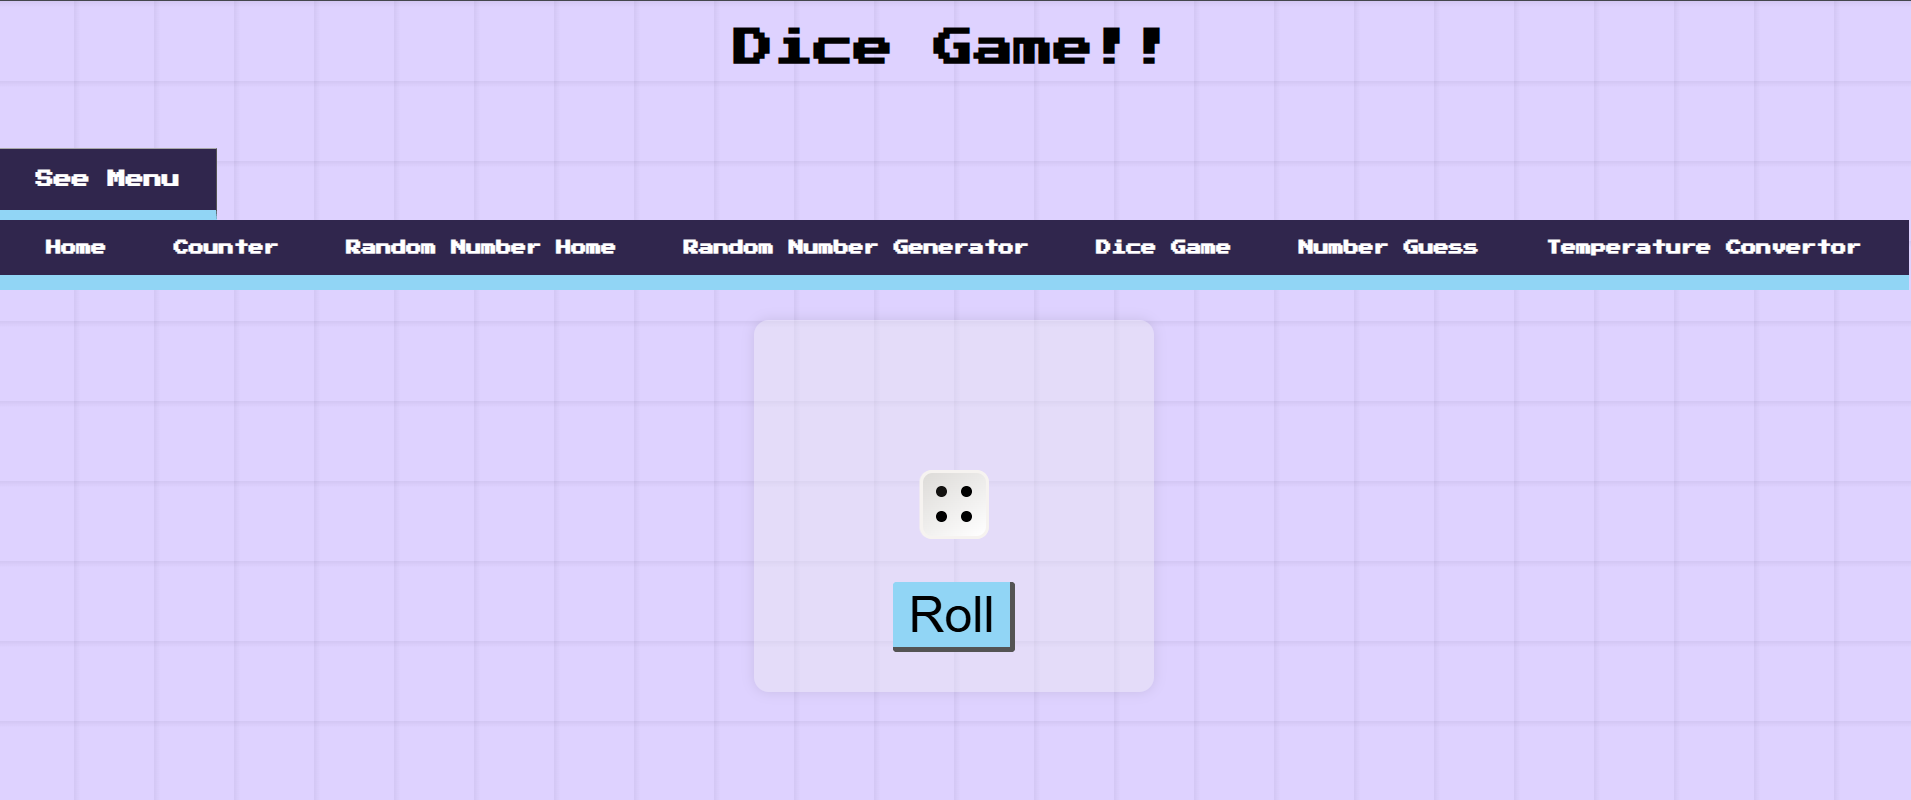 Dice Game!!
See Menu
Home Counter Random Number Home Random Number Generator Dice Game Number Guess Temperature Convertor
Roll